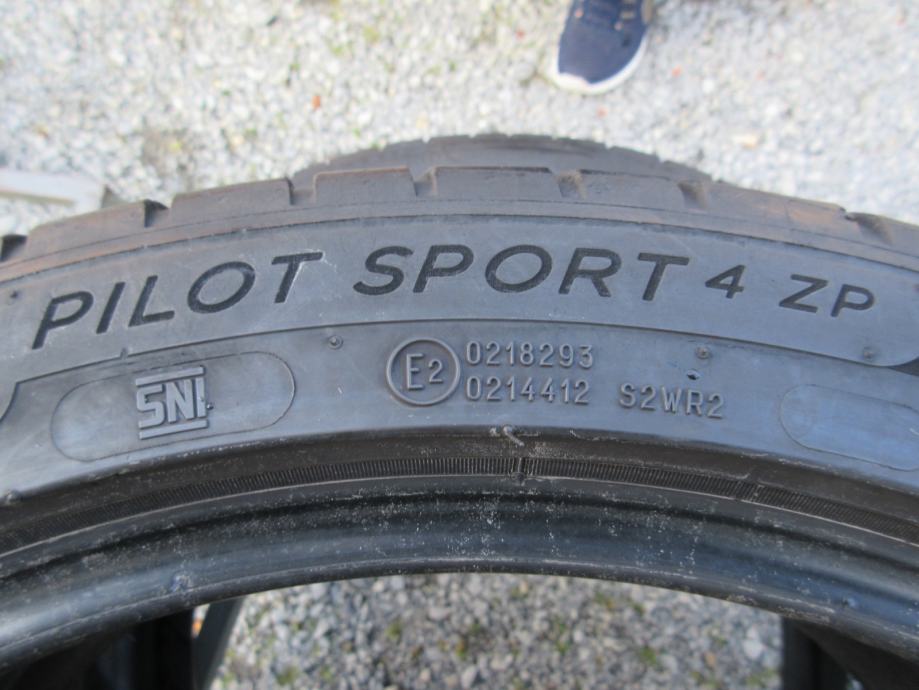 PILOT SPORT 4 ZP
SNI
E2
0218293
0214412 S2WR2